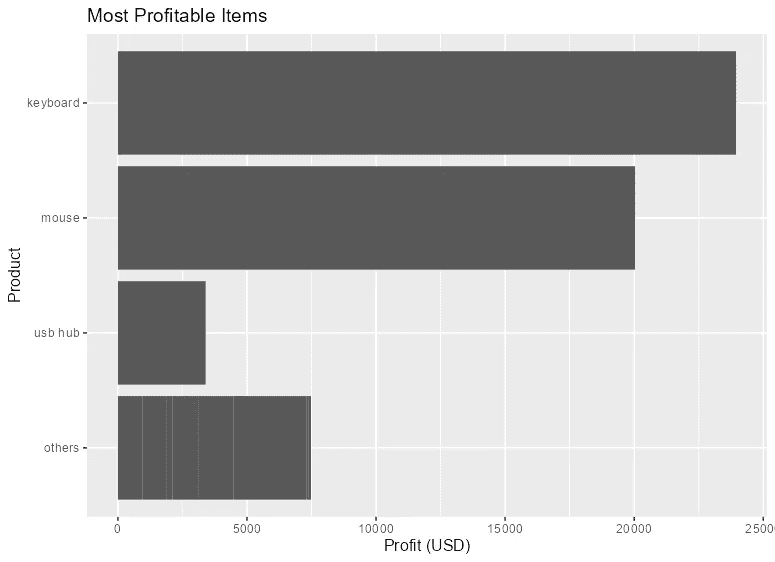 Most Profitable Items
keyboard
mouse
usb hub
others
Product
0 5000 10000 15000 20000 25000
Profit (USD)